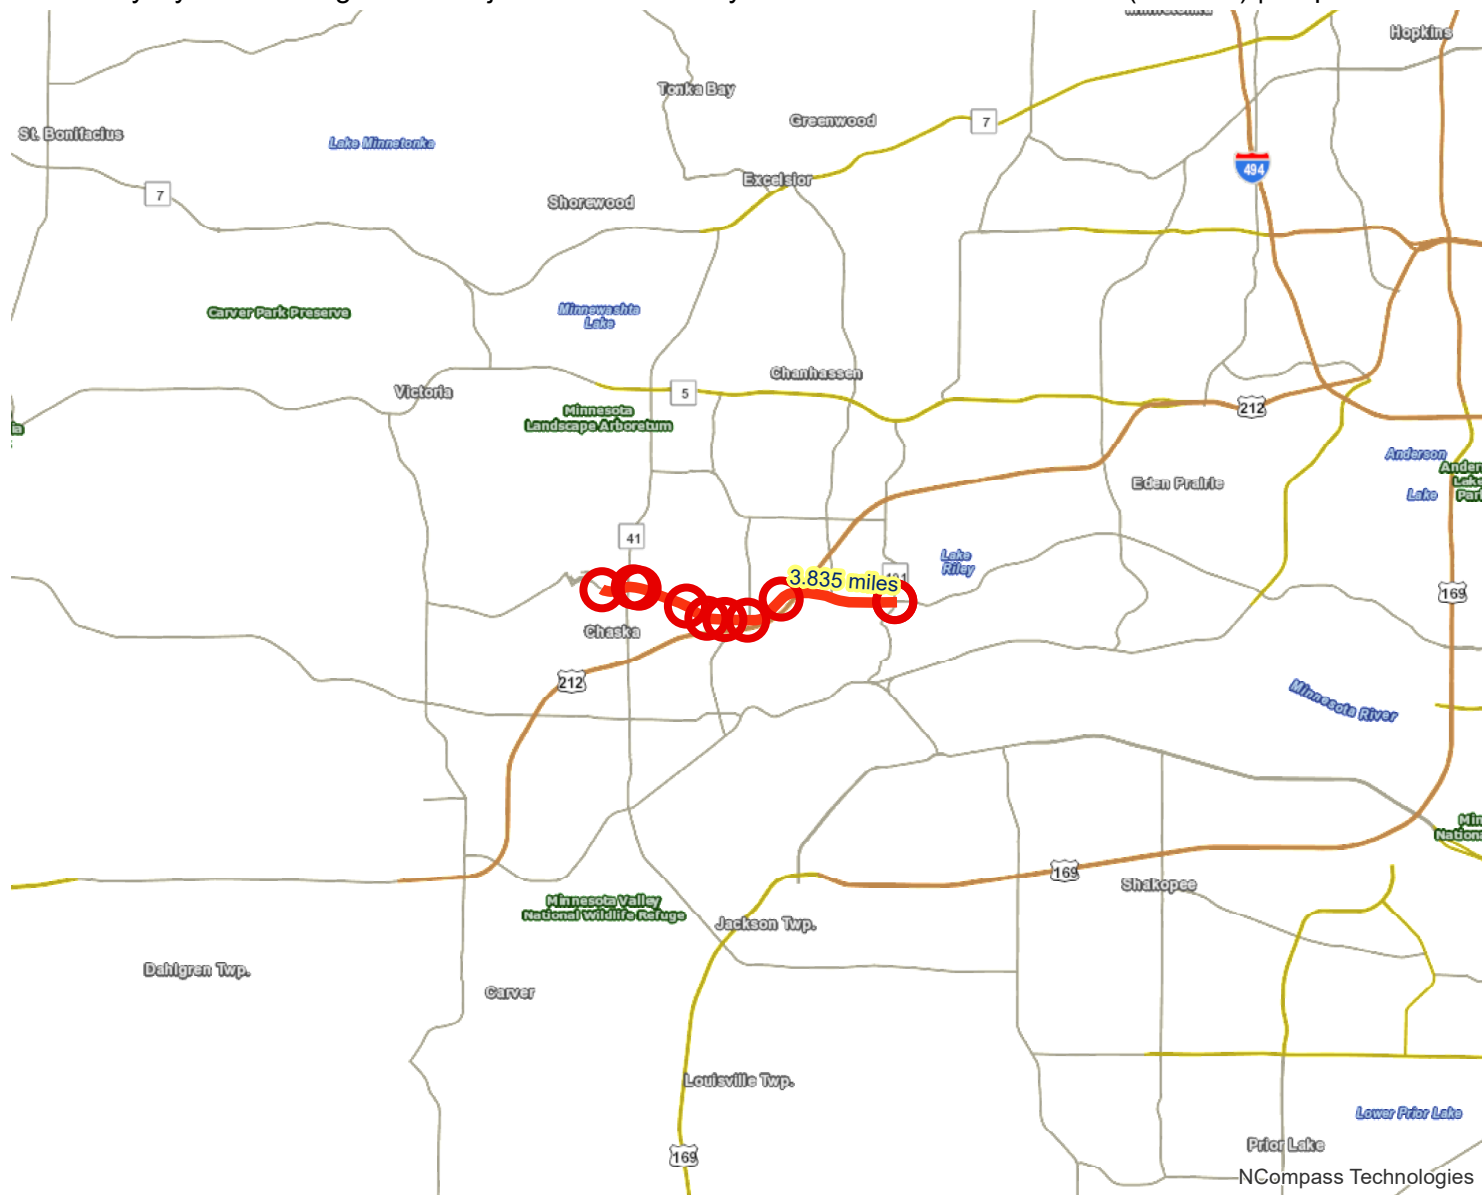 Hopkins
Tonka Bay
Greenwood
7
St. Bonifacius
Lake Minnetonka
494
Excelsior
7
Shorewood
Carver Park Preserve
Minnewashta
Lake
Chanhassen
Victoria
5
212
Minnesota
Landscape Arboretum
Anderson
Lake
Eden Prairie
41
Lake
Riley
3.835 miles
169
Chaska
212
Minnesota River
169
Shakopee
Minnesota Valley
National Wildlife Refuge
Jackson Twp.
Dahlgren Twp.
Carver
Louisville Twp.
Lower Prior Lake
Prior Lake
169
NCompass Technologies